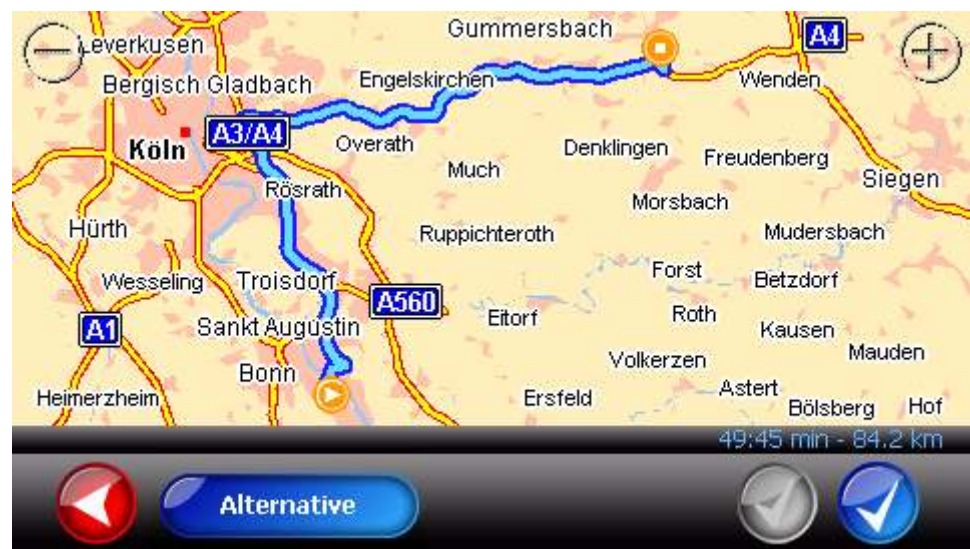 Gummersbach
Leverkusen
A4
Bergisch Gladbach
Engelskirchen
Wenden
A3/A4
Köln
Overath
Denklingen
Freudenberg
Much
Siegen
Rösrath
Morsbach
Hürth
Ruppichteroth
Mudersbach
Wesseling
Troisdorf
Forst
Betzdorf
A560
A1
Sankt Augustin
Eitorf
Roth
Kausen
Mauden
Volkerzen
Bonn
Heimerzheim
Ersfeld
Astert
Bölsberg
Hof
49:45 min - 84.2 km
Alternative